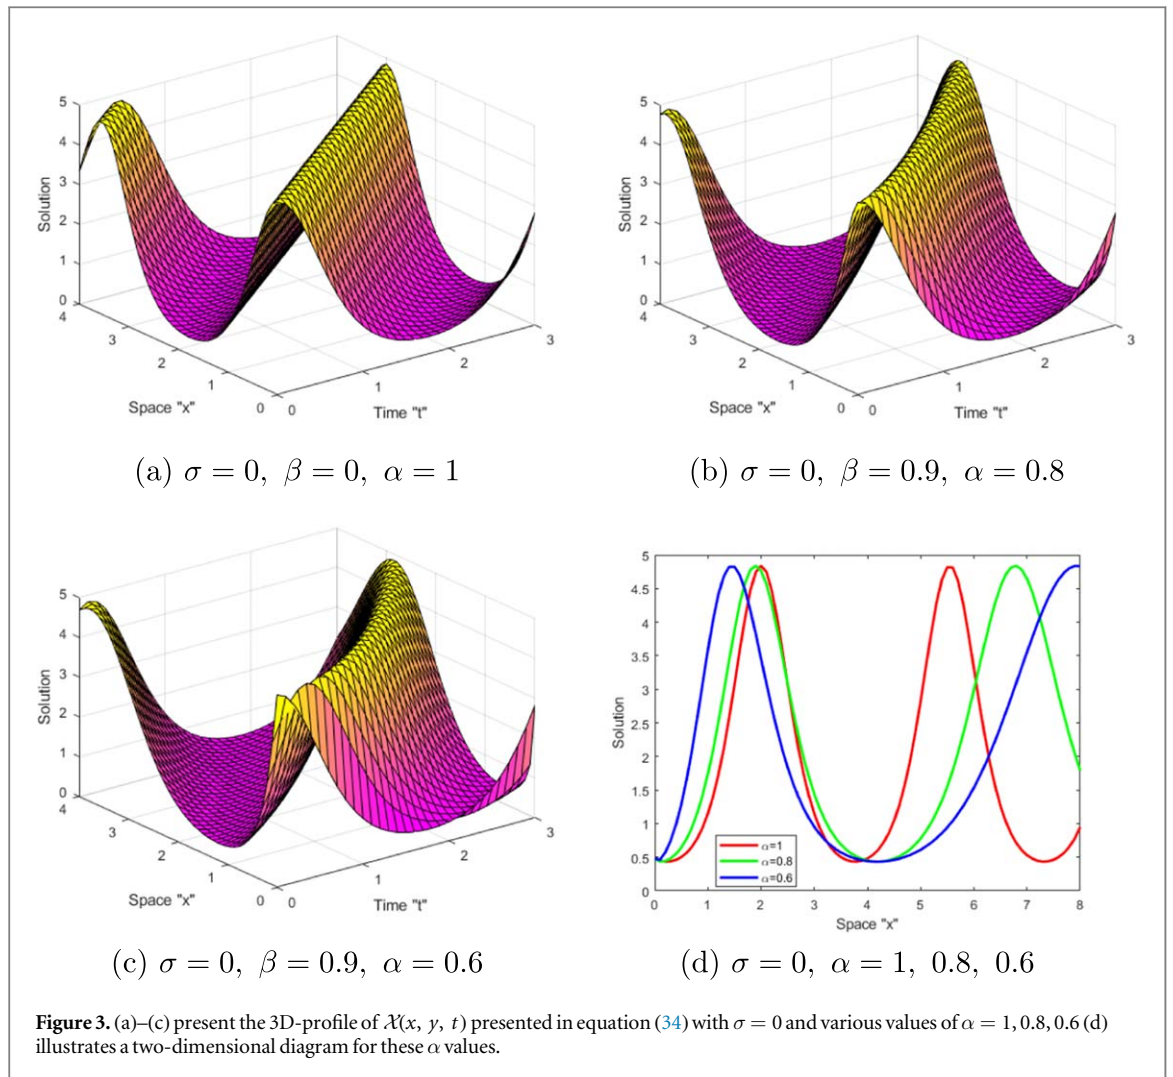 5
4
3
2
1
0
Solution
4
3
2
1
0
Space "x"
0
1
2
3
Time "t"
(a) σ = 0, β = 0, α = 1
5
4
3
2
1
0
Solution
4
3
2
1
0
Space "x"
0
1
2
3
Time "t"
(b) σ = 0, β = 0.9, α = 0.8
5
4
3
2
1
0
Solution
4
3
2
1
0
Space "x"
0
1
2
3
Time "t"
(c) σ = 0, β = 0.9, α = 0.6
5
4.5
4
3.5
3
2.5
2
1.5
1
0.5
0
Solution
α=1
α=0.8
α=0.6
0 1 2 3 4 5 6 7 8
Space "x"
(d) σ = 0, α = 1, 0.8, 0.6
Figure 3. (a)–(c) present the 3D-profile of 𝒳(x, y, t) presented in equation (34) with σ = 0 and various values of α = 1, 0.8, 0.6 (d)
illustrates a two-dimensional diagram for these α values.